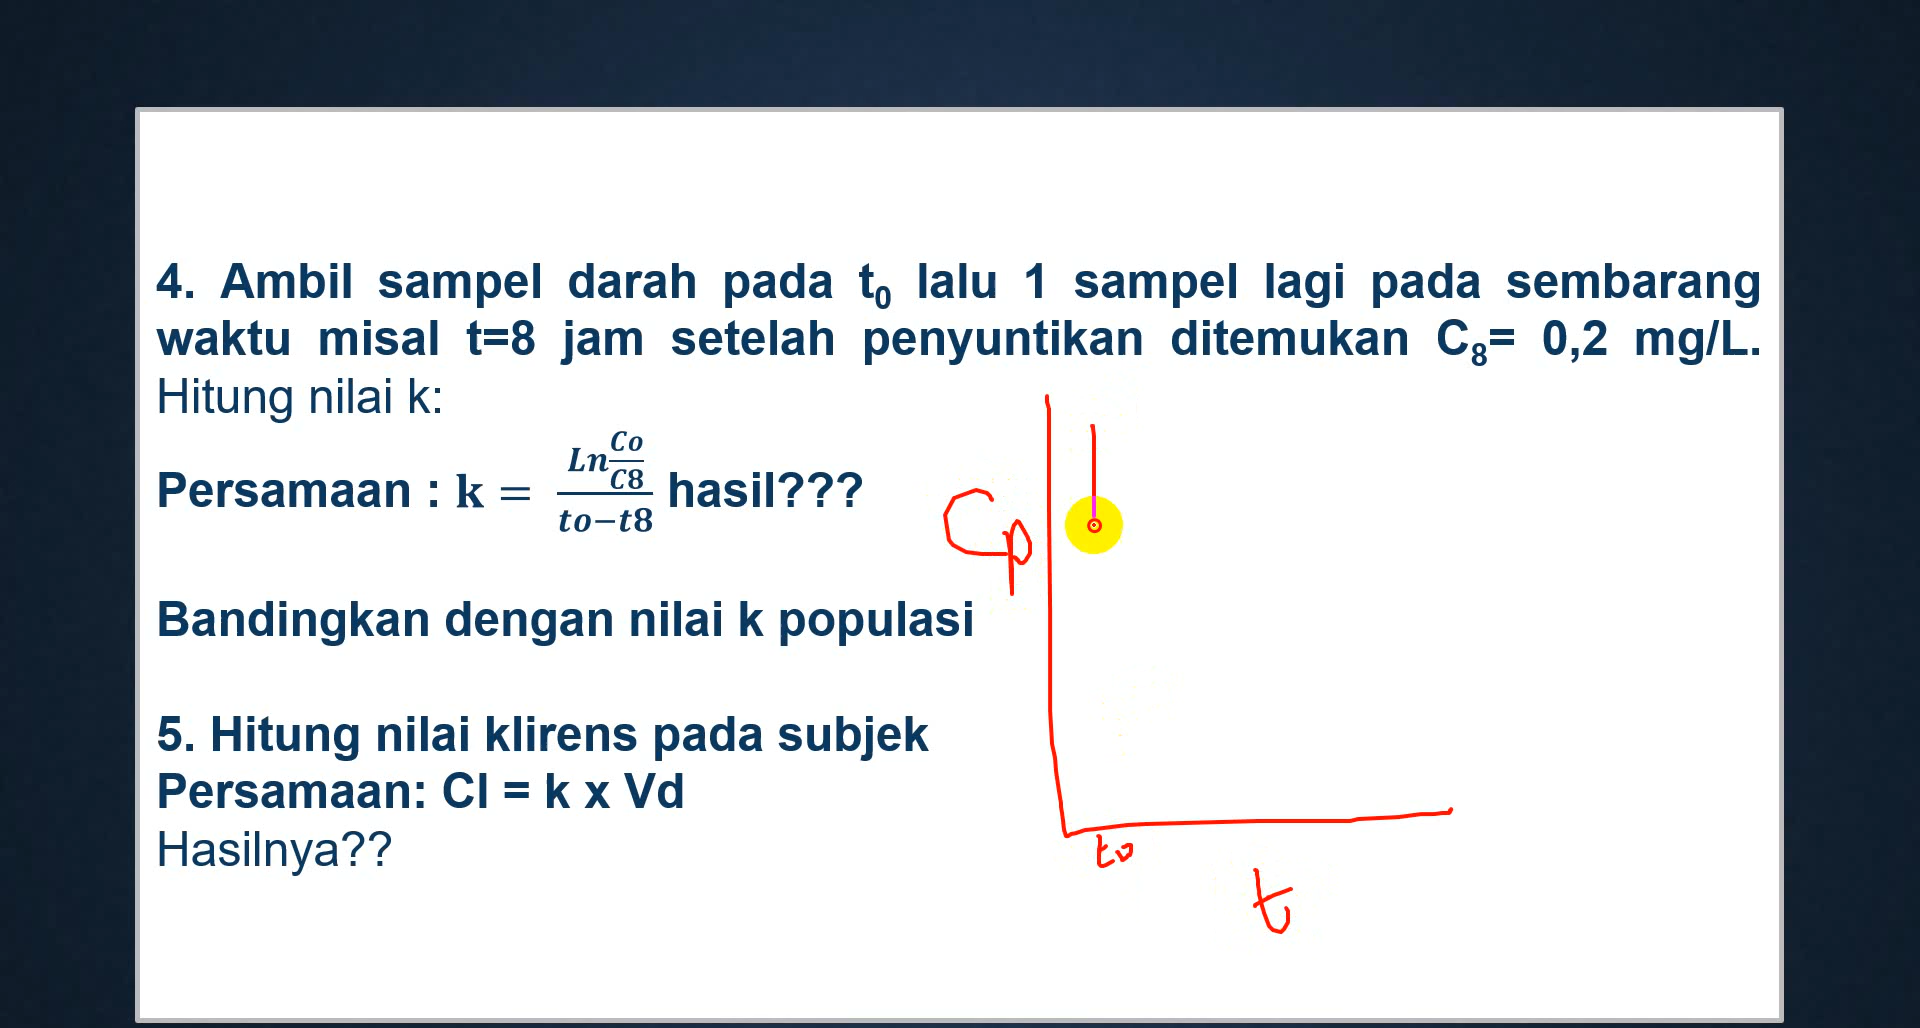 4. Ambil sampel darah pada t₀ lalu 1 sampel lagi pada sembarang
waktu misal t=8 jam setelah penyuntikan ditemukan C₈= 0,2 mg/L.
Hitung nilai k:
Persamaan : k = Ln Co/C8 / to−t8 hasil???
Cp
Bandingkan dengan nilai k populasi
5. Hitung nilai klirens pada subjek
Persamaan: Cl = k x Vd
Hasilnya??
to
t